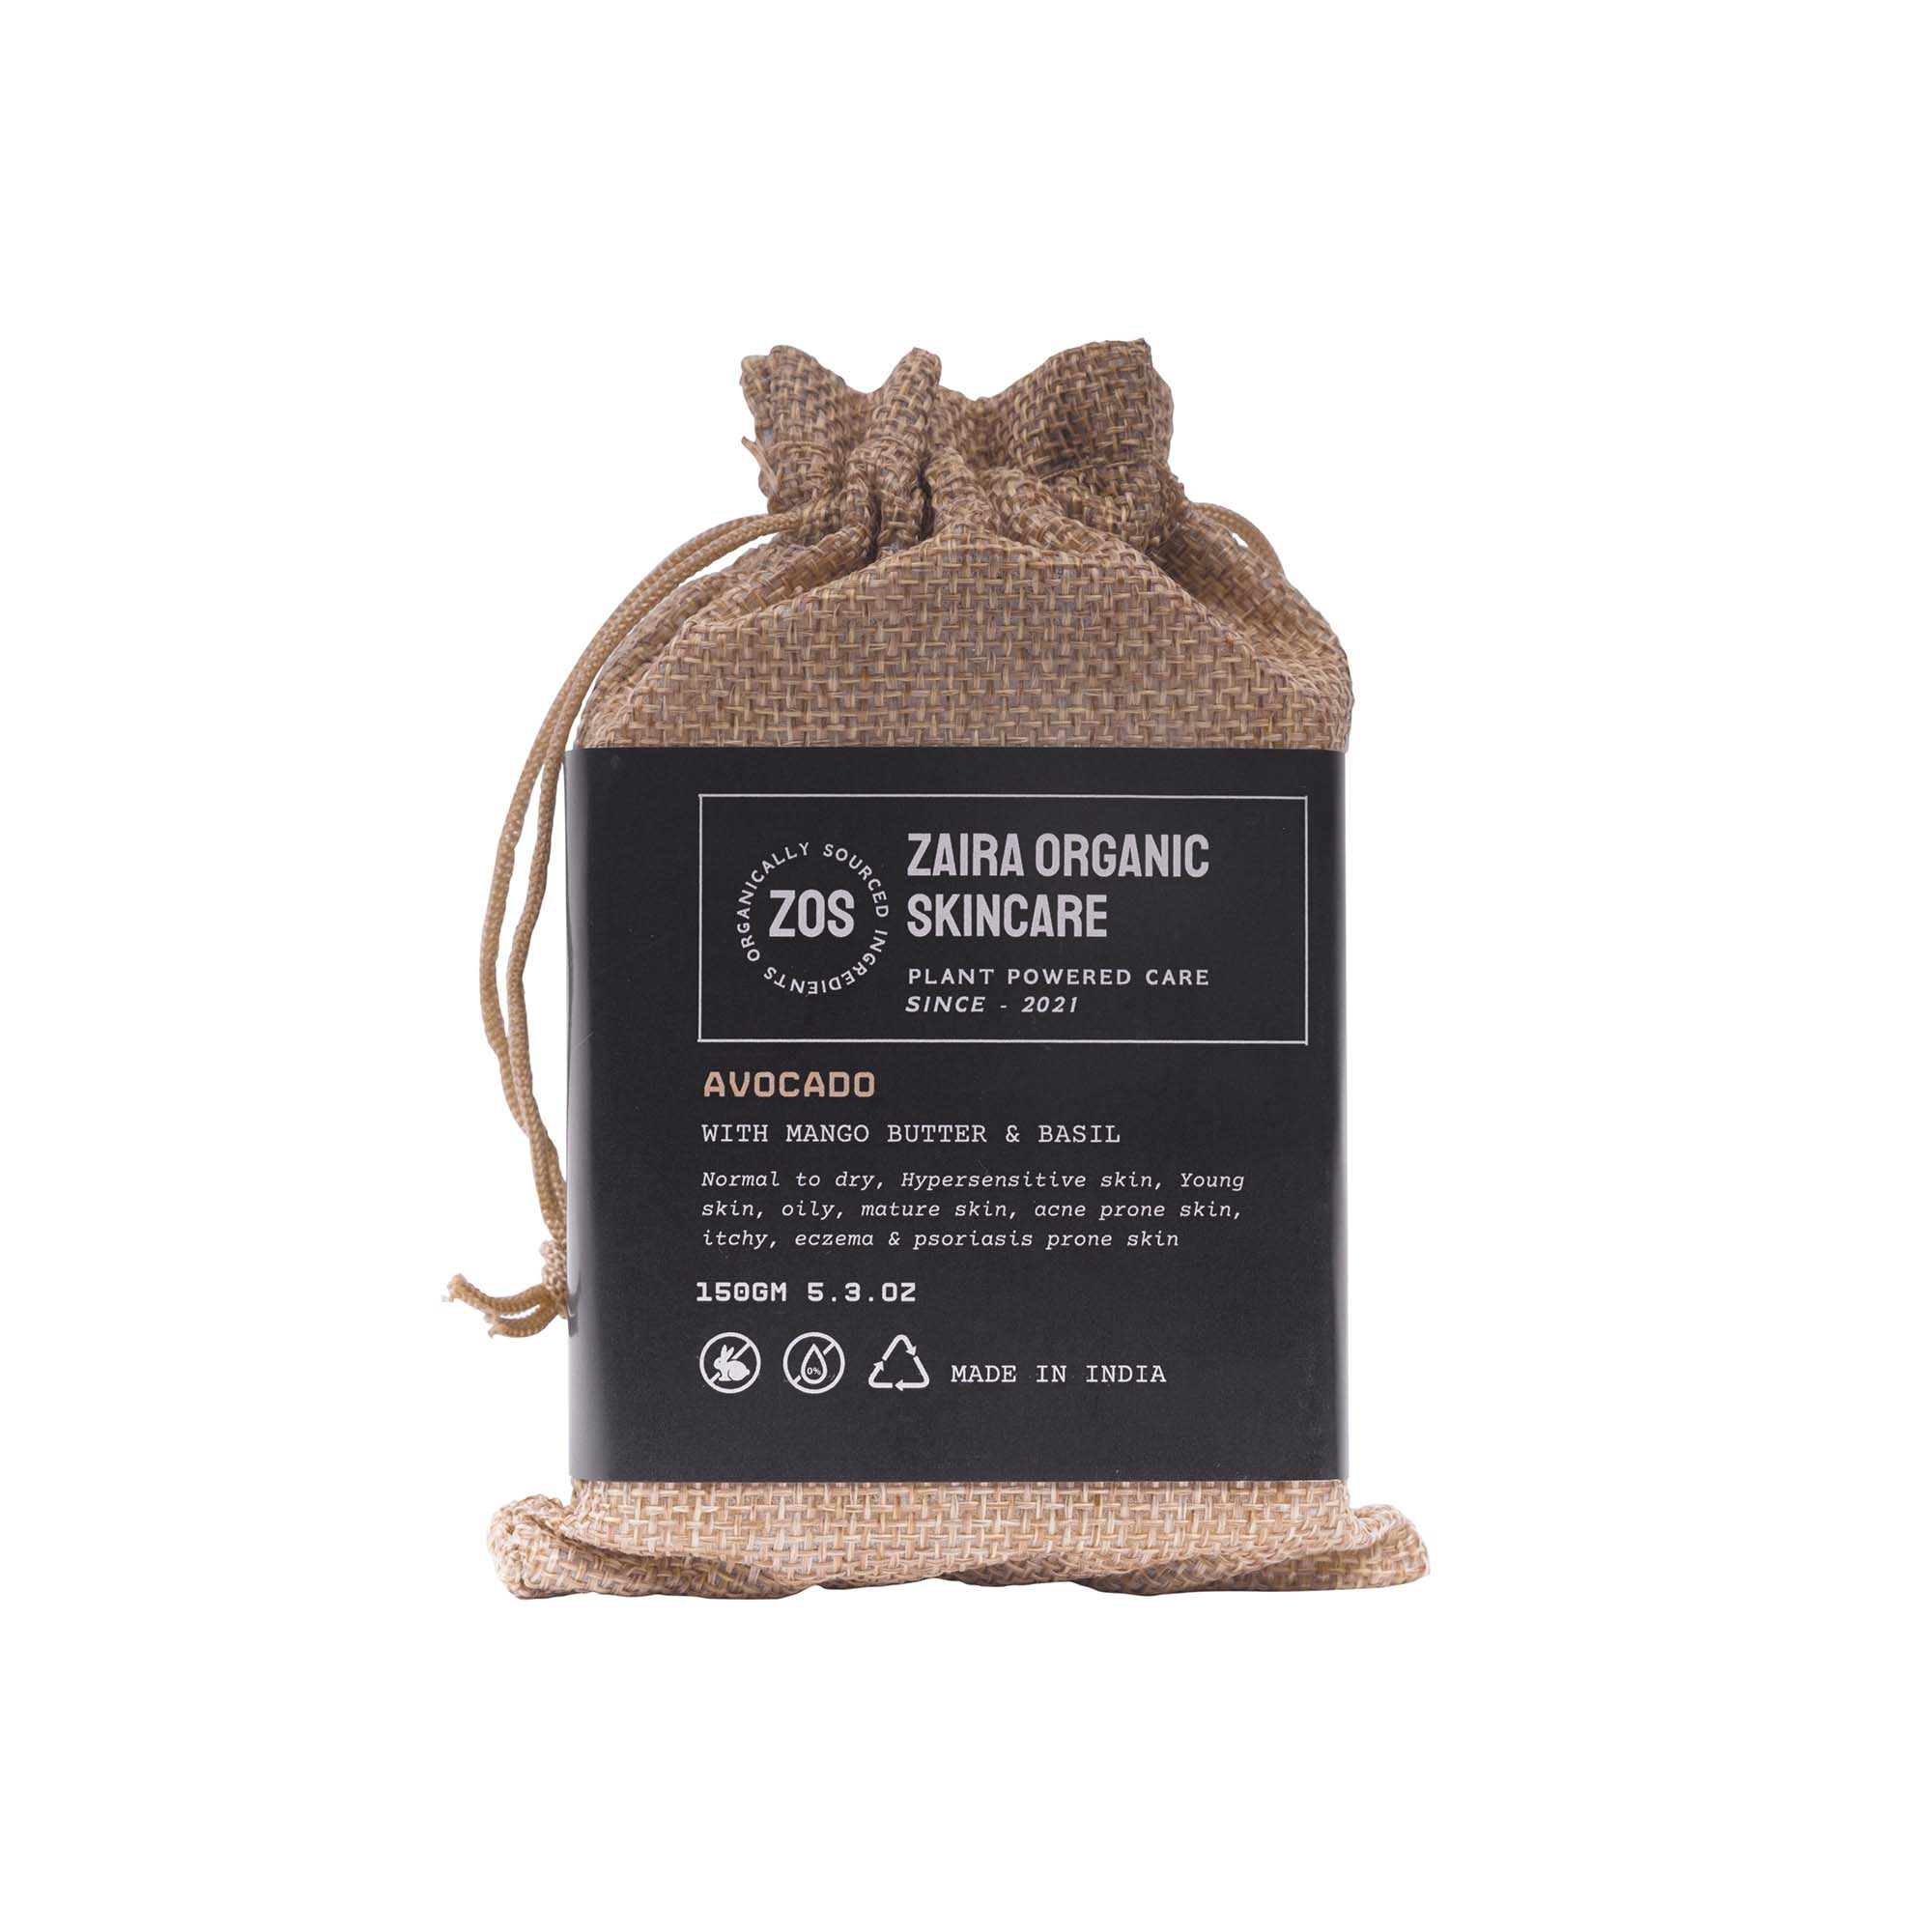 ORGANICALLY SOURCED INGREDIENTS
ZOS
ZAIRA ORGANIC
SKINCARE
PLANT POWERED CARE
SINCE - 2021
AVOCADO
WITH MANGO BUTTER & BASIL
Normal to dry, Hypersensitive skin, Young
skin, oily, mature skin, acne prone skin,
itchy, eczema & psoriasis prone skin
150GM 5.3.OZ
0%
MADE IN INDIA